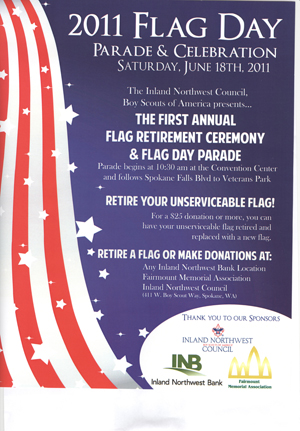 2011 Flag Day
Parade & Celebration
Saturday, June 18th, 2011
The Inland Northwest Council,
Boy Scouts of America presents...
THE FIRST ANNUAL
FLAG RETIREMENT CEREMONY
& FLAG DAY PARADE
Parade begins at 10:30 am at the Convention Center
and follows Spokane Falls Blvd to Veterans Park
RETIRE YOUR UNSERVICEABLE FLAG!
For a $25 donation or more, you can
have your unserviceable flag retired and
replaced with a new flag.
RETIRE A FLAG OR MAKE DONATIONS AT:
Any Inland Northwest Bank Location
Fairmount Memorial Association
Inland Northwest Council
(411 W. Boy Scout Way, Spokane, WA)
Thank you to our Sponsors
INLAND NORTHWEST
COUNCIL
INB
Inland Northwest Bank
Fairmount
Memorial Association